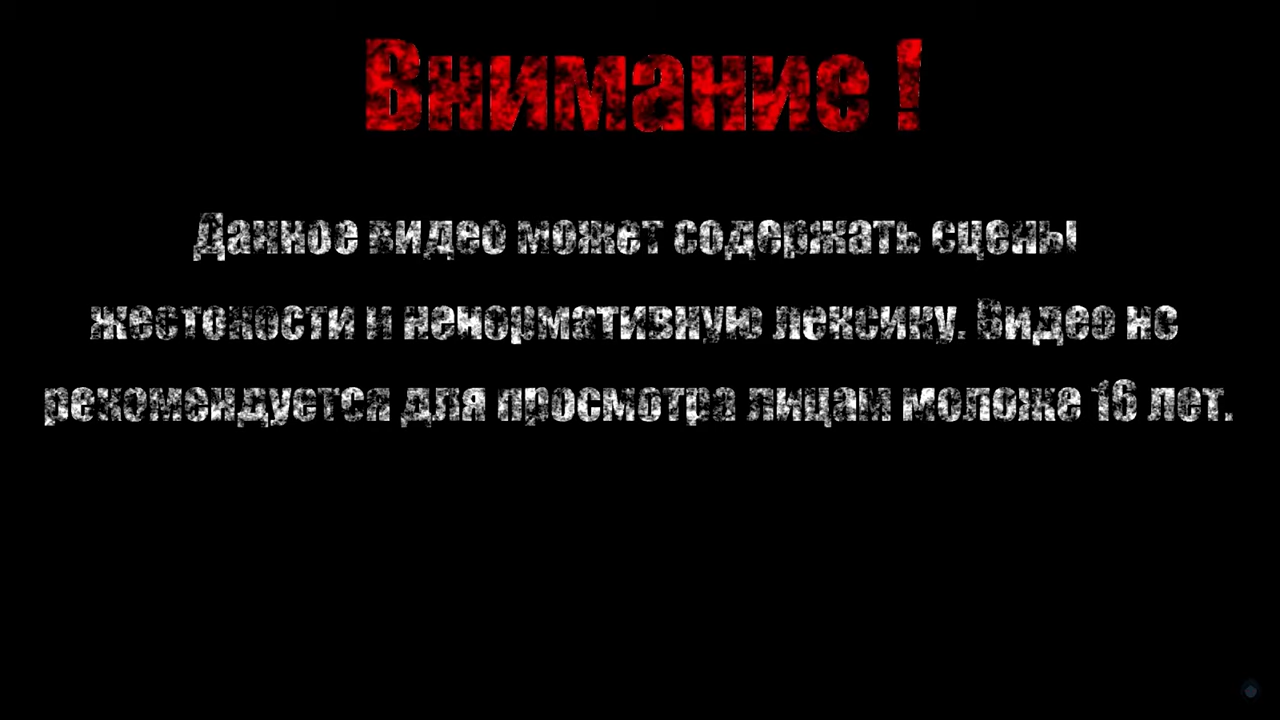 Внимание !
Данное видео может содержать сцены
жестокости и ненормативную лексику. Видео не
рекомендуется для просмотра лицам моложе 16 лет.